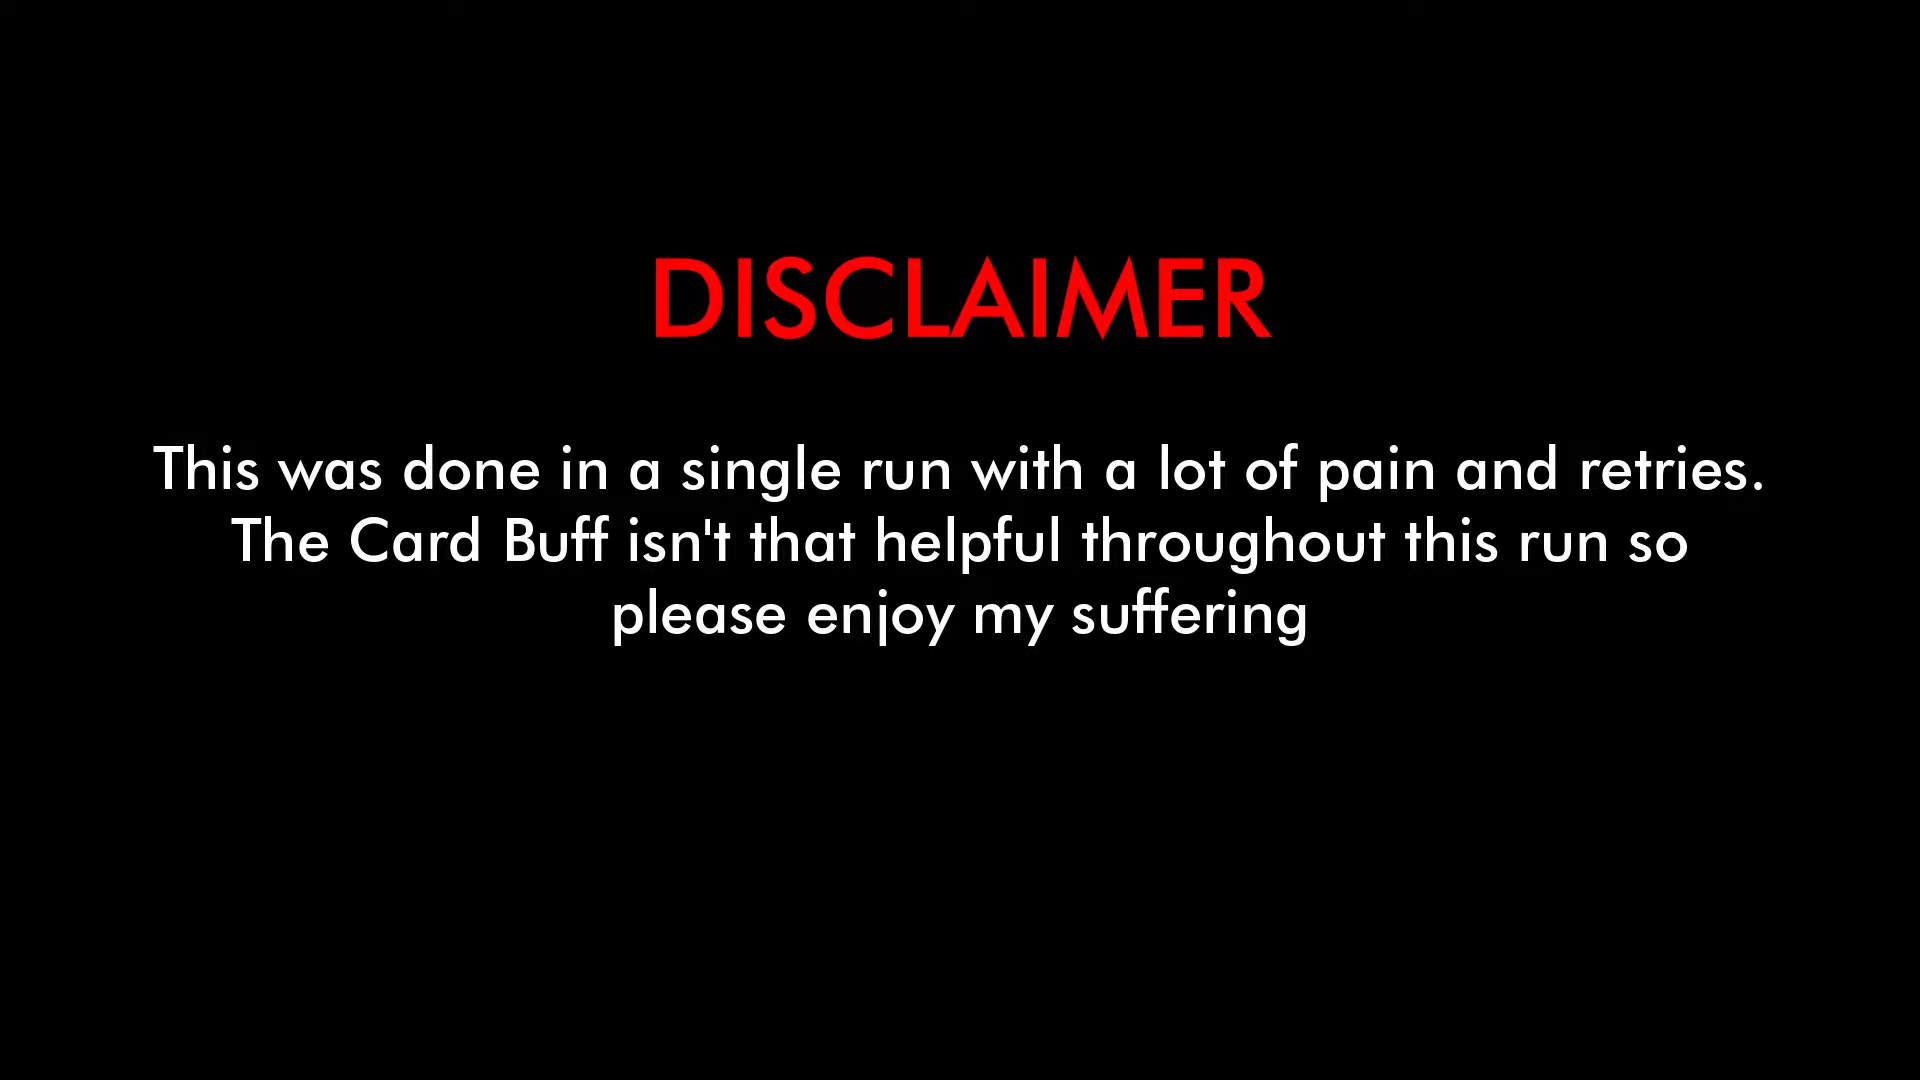 DISCLAIMER
This was done in a single run with a lot of pain and retries.
The Card Buff isn't that helpful throughout this run so
please enjoy my suffering